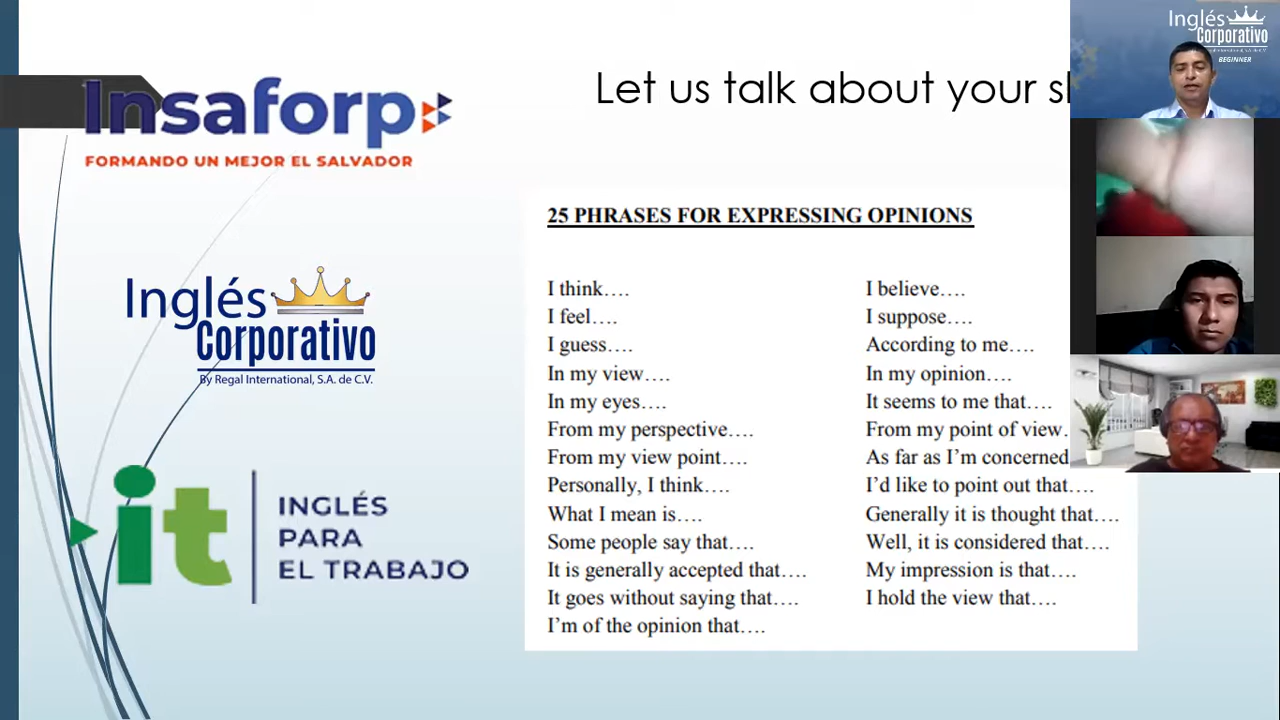 Insaforp
FORMANDO UN MEJOR EL SALVADOR
Inglés
Corporativo
By Regal International, S.A. de C.V.
it
INGLÉS
PARA
EL TRABAJO
Let us talk about your
25 PHRASES FOR EXPRESSING OPINIONS
I think….
I feel….
I guess….
In my view….
In my eyes….
From my perspective….
From my view point….
Personally, I think….
What I mean is….
Some people say that….
It is generally accepted that….
It goes without saying that….
I'm of the opinion that….
I believe….
I suppose….
According to me….
In my opinion….
It seems to me that….
From my point of view.
As far as I'm concerned
I'd like to point out that….
Generally it is thought that….
Well, it is considered that….
My impression is that….
I hold the view that….
Inglés
Corporativo
BEGINNER